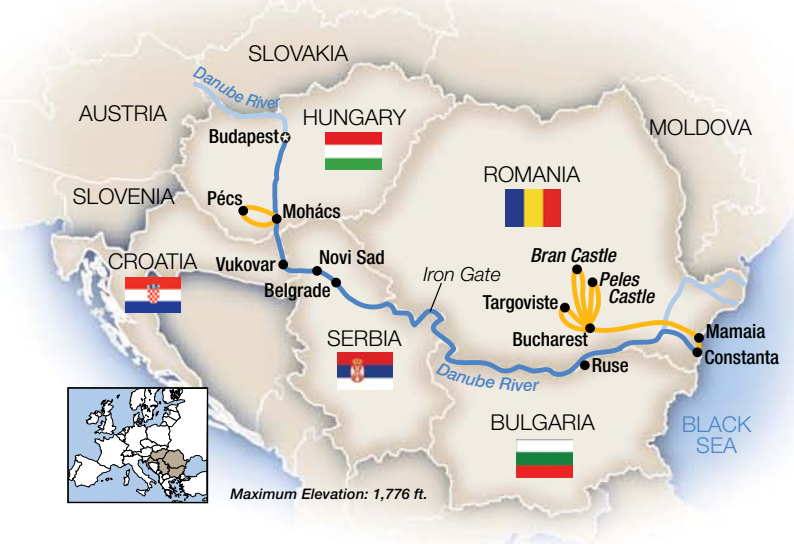 SLOVAKIA
Danube River
AUSTRIA
HUNGARY
MOLDOVA
Budapest
ROMANIA
SLOVENIA
Pécs
Mohács
CROATIA
Vukovar
Novi Sad
Belgrade
Iron Gate
Bran Castle
Peles
Castle
Targoviste
Bucharest
Mamaia
Constanta
SERBIA
Ruse
Danube River
BULGARIA
BLACK
SEA
Maximum Elevation: 1,776 ft.